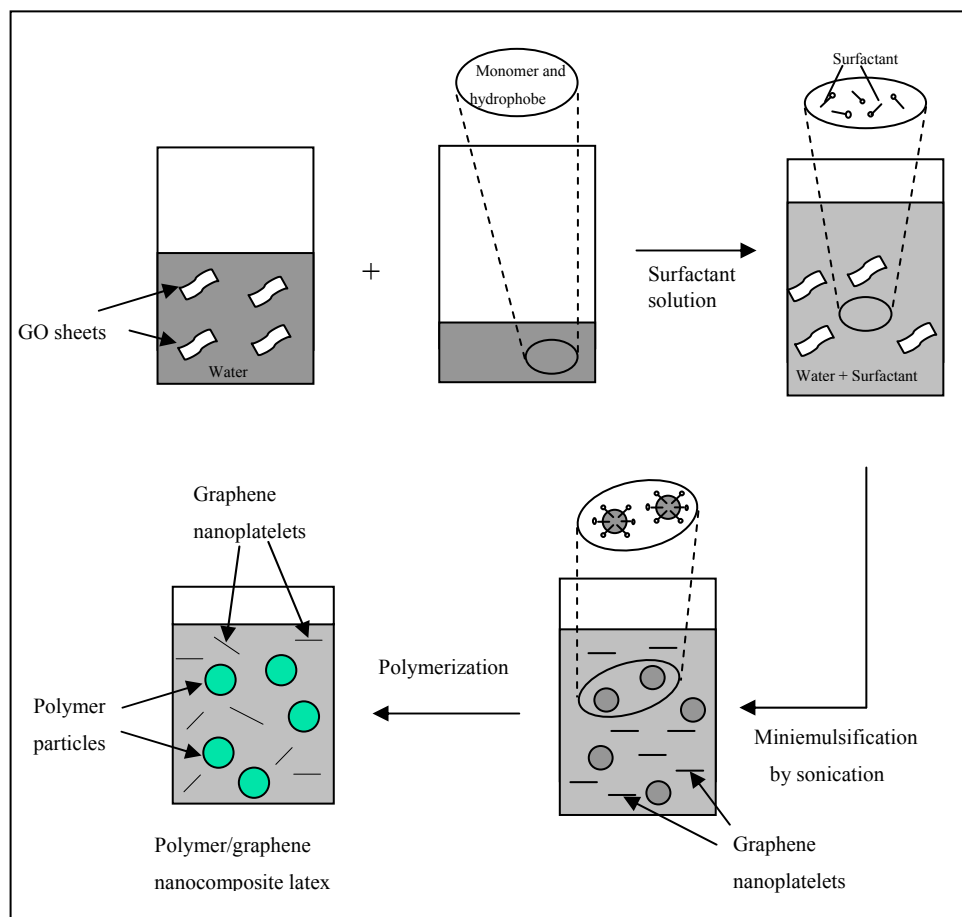 Monomer and
hydrophobe
Surfactant
+
GO sheets
Water
Surfactant
solution
Water + Surfactant
Graphene
nanoplatelets
Polymerization
Polymer
particles
Miniemulsification
by sonication
Polymer/graphene
nanocomposite latex
Graphene
nanoplatelets